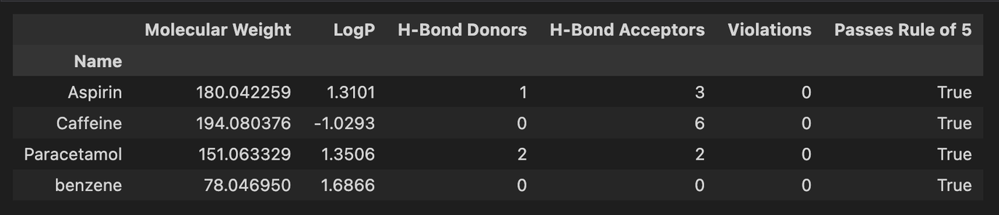 Molecular Weight LogP H-Bond Donors H-Bond Acceptors Violations Passes Rule of 5
Name
Aspirin 180.042259 1.3101 1 3 0 True
Caffeine 194.080376 -1.0293 0 6 0 True
Paracetamol 151.063329 1.3506 2 2 0 True
benzene 78.046950 1.6866 0 0 0 True